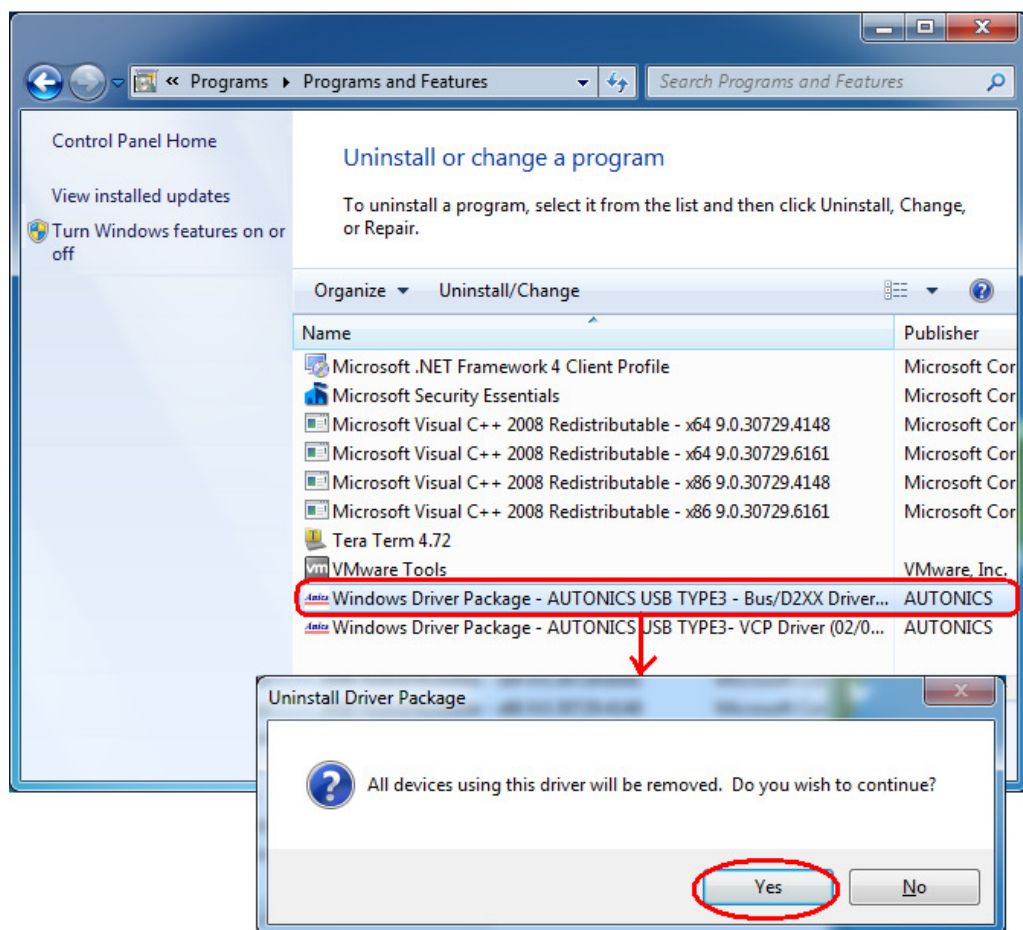 « Programs ▸ Programs and Features
Search Programs and Features
Control Panel Home
View installed updates
Turn Windows features on or
off
Uninstall or change a program
To uninstall a program, select it from the list and then click Uninstall, Change,
or Repair.
Organize Uninstall/Change
Name Publisher
Microsoft .NET Framework 4 Client Profile Microsoft Cor
Microsoft Security Essentials Microsoft Cor
Microsoft Visual C++ 2008 Redistributable - x64 9.0.30729.4148 Microsoft Cor
Microsoft Visual C++ 2008 Redistributable - x64 9.0.30729.6161 Microsoft Cor
Microsoft Visual C++ 2008 Redistributable - x86 9.0.30729.4148 Microsoft Cor
Microsoft Visual C++ 2008 Redistributable - x86 9.0.30729.6161 Microsoft Cor
Tera Term 4.72
vm VMware Tools VMware, Inc.
Windows Driver Package - AUTONICS USB TYPE3 - Bus/D2XX Driver... AUTONICS
Windows Driver Package - AUTONICS USB TYPE3- VCP Driver (02/0... AUTONICS
Uninstall Driver Package
All devices using this driver will be removed. Do you wish to continue?
Yes No